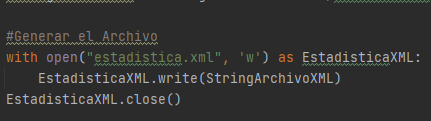 #Generar el Archivo
with open("estadistica.xml", 'w') as EstadisticaXML:
    EstadisticaXML.write(StringArchivoXML)
EstadisticaXML.close()